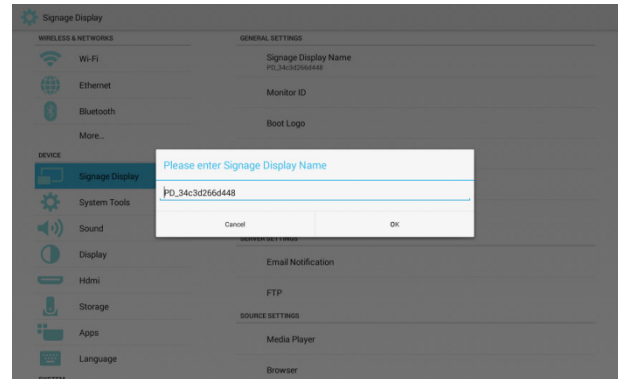 Signage Display
WIRELESS & NETWORKS
Wi-Fi
Ethernet
Bluetooth
More...
DEVICE
Signage Display
System Tools
Sound
Display
Hdmi
Storage
Apps
Language
SYSTEM
GENERAL SETTINGS
Signage Display Name
PD_34c3d266d448
Monitor ID
Boot Logo
Please enter Signage Display Name
PD_34c3d266d448
Cancel
OK
SERVER SETTINGS
Email Notification
FTP
SOURCE SETTINGS
Media Player
Browser